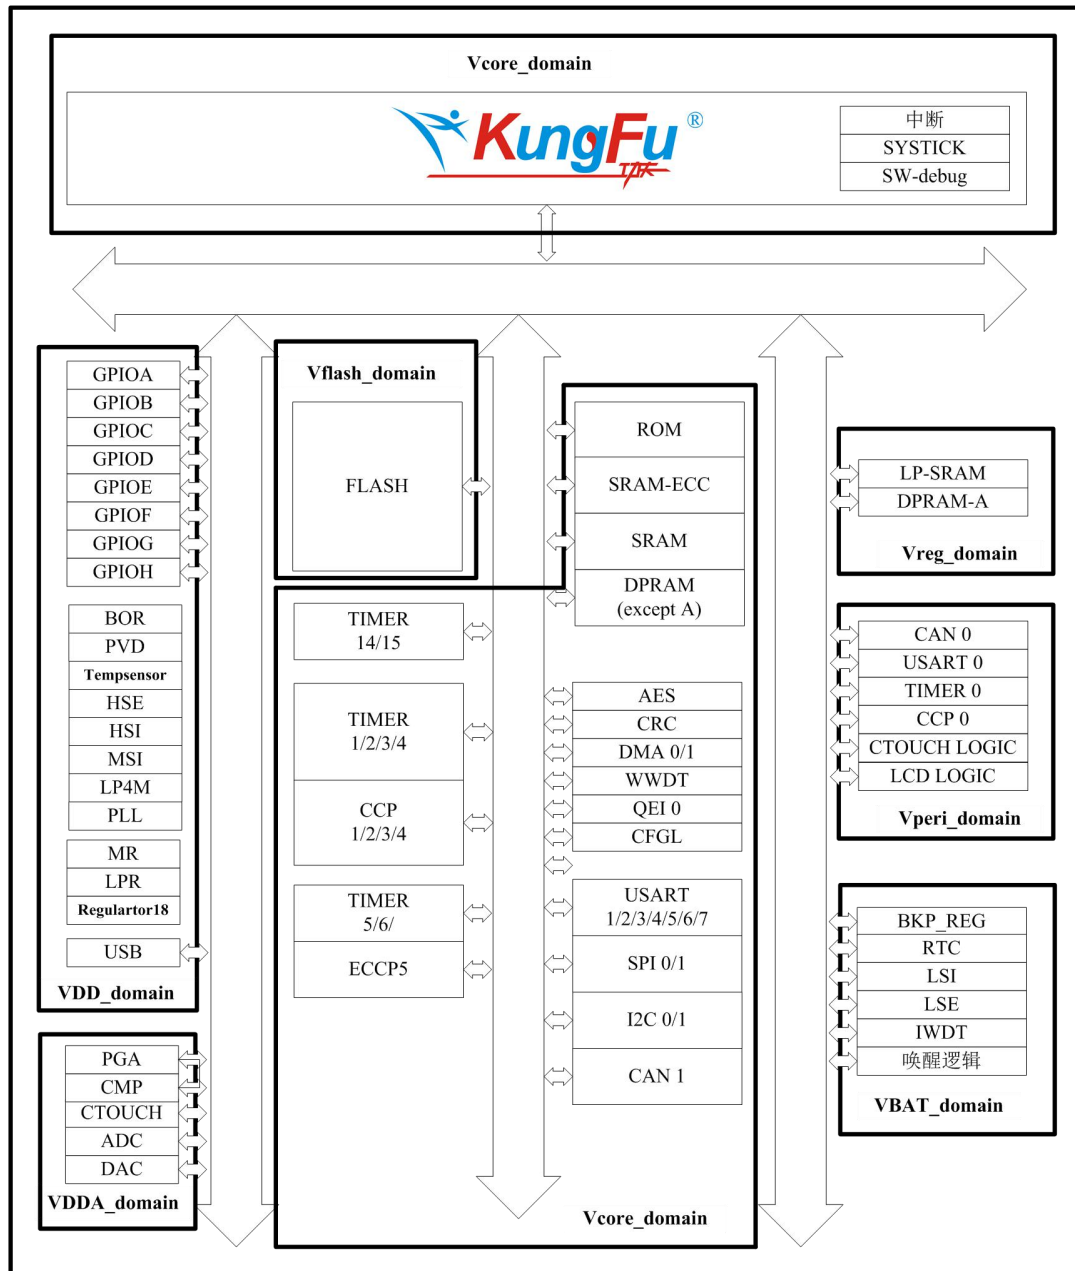 Vcore_domain
KungFu®
功夫
中断
SYSTICK
SW-debug
GPIOA
GPIOB
GPIOC
GPIOD
GPIOE
GPIOF
GPIOG
GPIOH
BOR
PVD
Tempsensor
HSE
HSI
MSI
LP4M
PLL
MR
LPR
Regulartor18
USB
VDD_domain
PGA
CMP
CTOUCH
ADC
DAC
VDDA_domain
Vflash_domain
FLASH
TIMER
14/15
TIMER
1/2/3/4
CCP
1/2/3/4
TIMER
5/6/
ECCP5
ROM
SRAM-ECC
SRAM
DPRAM
(except A)
AES
CRC
DMA 0/1
WWDT
QEI 0
CFGL
USART
1/2/3/4/5/6/7
SPI 0/1
I2C 0/1
CAN 1
Vcore_domain
LP-SRAM
DPRAM-A
Vreg_domain
CAN 0
USART 0
TIMER 0
CCP 0
CTOUCH LOGIC
LCD LOGIC
Vperi_domain
BKP_REG
RTC
LSI
LSE
IWDT
唤醒逻辑
VBAT_domain